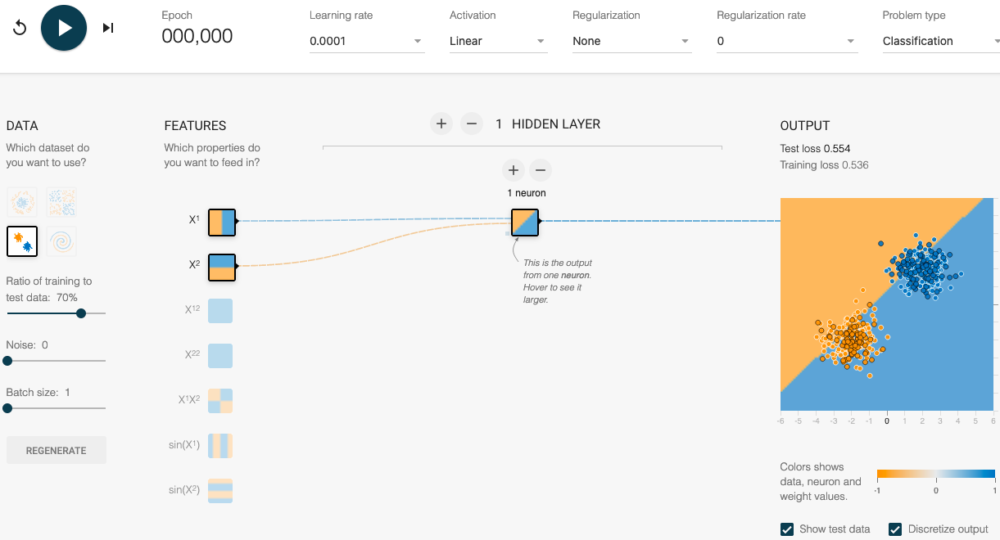 Epoch
000,000
Learning rate
0.0001
Activation
Linear
Regularization
None
Regularization rate
0
Problem type
Classification
DATA
Which dataset do
you want to use?
Ratio of training to
test data: 70%
Noise: 0
Batch size: 1
REGENERATE
FEATURES
Which properties do
you want to feed in?
X1
X2
X12
X22
X1X2
sin(X1)
sin(X2)
+ − 1 HIDDEN LAYER
+ −
1 neuron
This is the output
from one neuron.
Hover to see it
larger.
OUTPUT
Test loss 0.554
Training loss 0.536
-6 -5 -4 -3 -2 -1 0 1 2 3 4 5 6
Colors shows
data, neuron and
weight values.
-1 0 1
Show test data
Discretize output